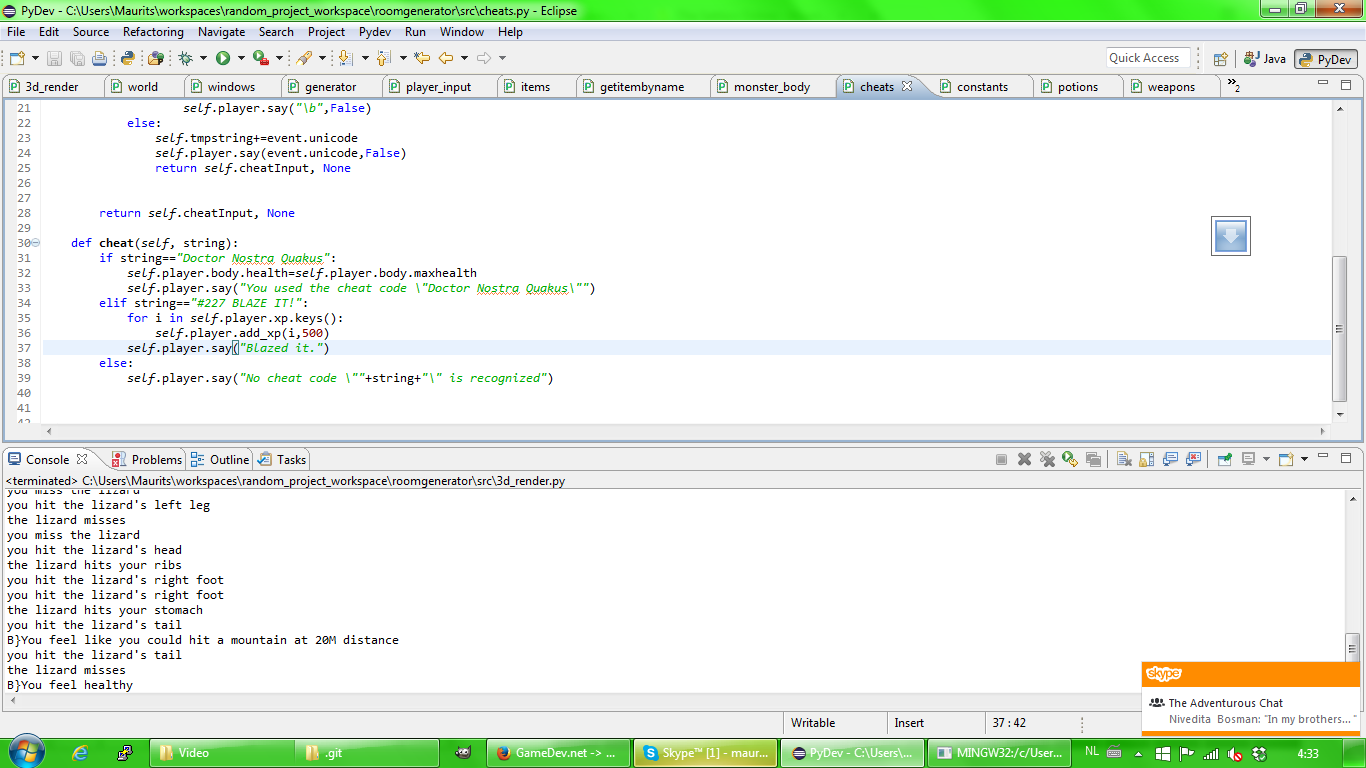 PyDev - C:\Users\Maurits\workspaces\random_project_workspace\roomgenerator\src\cheats.py - Eclipse
File Edit Source Refactoring Navigate Search Project Pydev Run Window Help
Quick Access Java PyDev
3d_render world windows generator player_input items getitembyname monster_body cheats constants potions weapons »2
21 self.player.say("\b",False)
22 else:
23 self.tmpstring+=event.unicode
24 self.player.say(event.unicode,False)
25 return self.cheatInput, None
26
27
28 return self.cheatInput, None
29
30 def cheat(self, string):
31 if string=="Doctor Nostra Quakus":
32 self.player.body.health=self.player.body.maxhealth
33 self.player.say("You used the cheat code \"Doctor Nostra Quakus\"")
34 elif string=="#227 BLAZE IT!":
35 for i in self.player.xp.keys():
36 self.player.add_xp(i,500)
37 self.player.say("Blazed it.")
38 else:
39 self.player.say("No cheat code \""+string+"\" is recognized")
40
41
42
Console Problems Outline Tasks
<terminated> C:\Users\Maurits\workspaces\random_project_workspace\roomgenerator\src\3d_render.py
you miss the lizard
you hit the lizard's left leg
the lizard misses
you miss the lizard
you hit the lizard's head
the lizard hits your ribs
you hit the lizard's right foot
you hit the lizard's right foot
the lizard hits your stomach
you hit the lizard's tail
B}You feel like you could hit a mountain at 20M distance
you hit the lizard's tail
the lizard misses
B}You feel healthy
skype
The Adventurous Chat
Nivedita Bosman: "In my brothers... "
Writable Insert 37 : 42
Video .git GameDev.net -> ... Skype™ [1] - maur... PyDev - C:\Users\... MINGW32:/c/User... NL 4:33